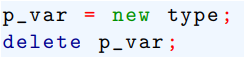 p_var = new type;
delete p_var;